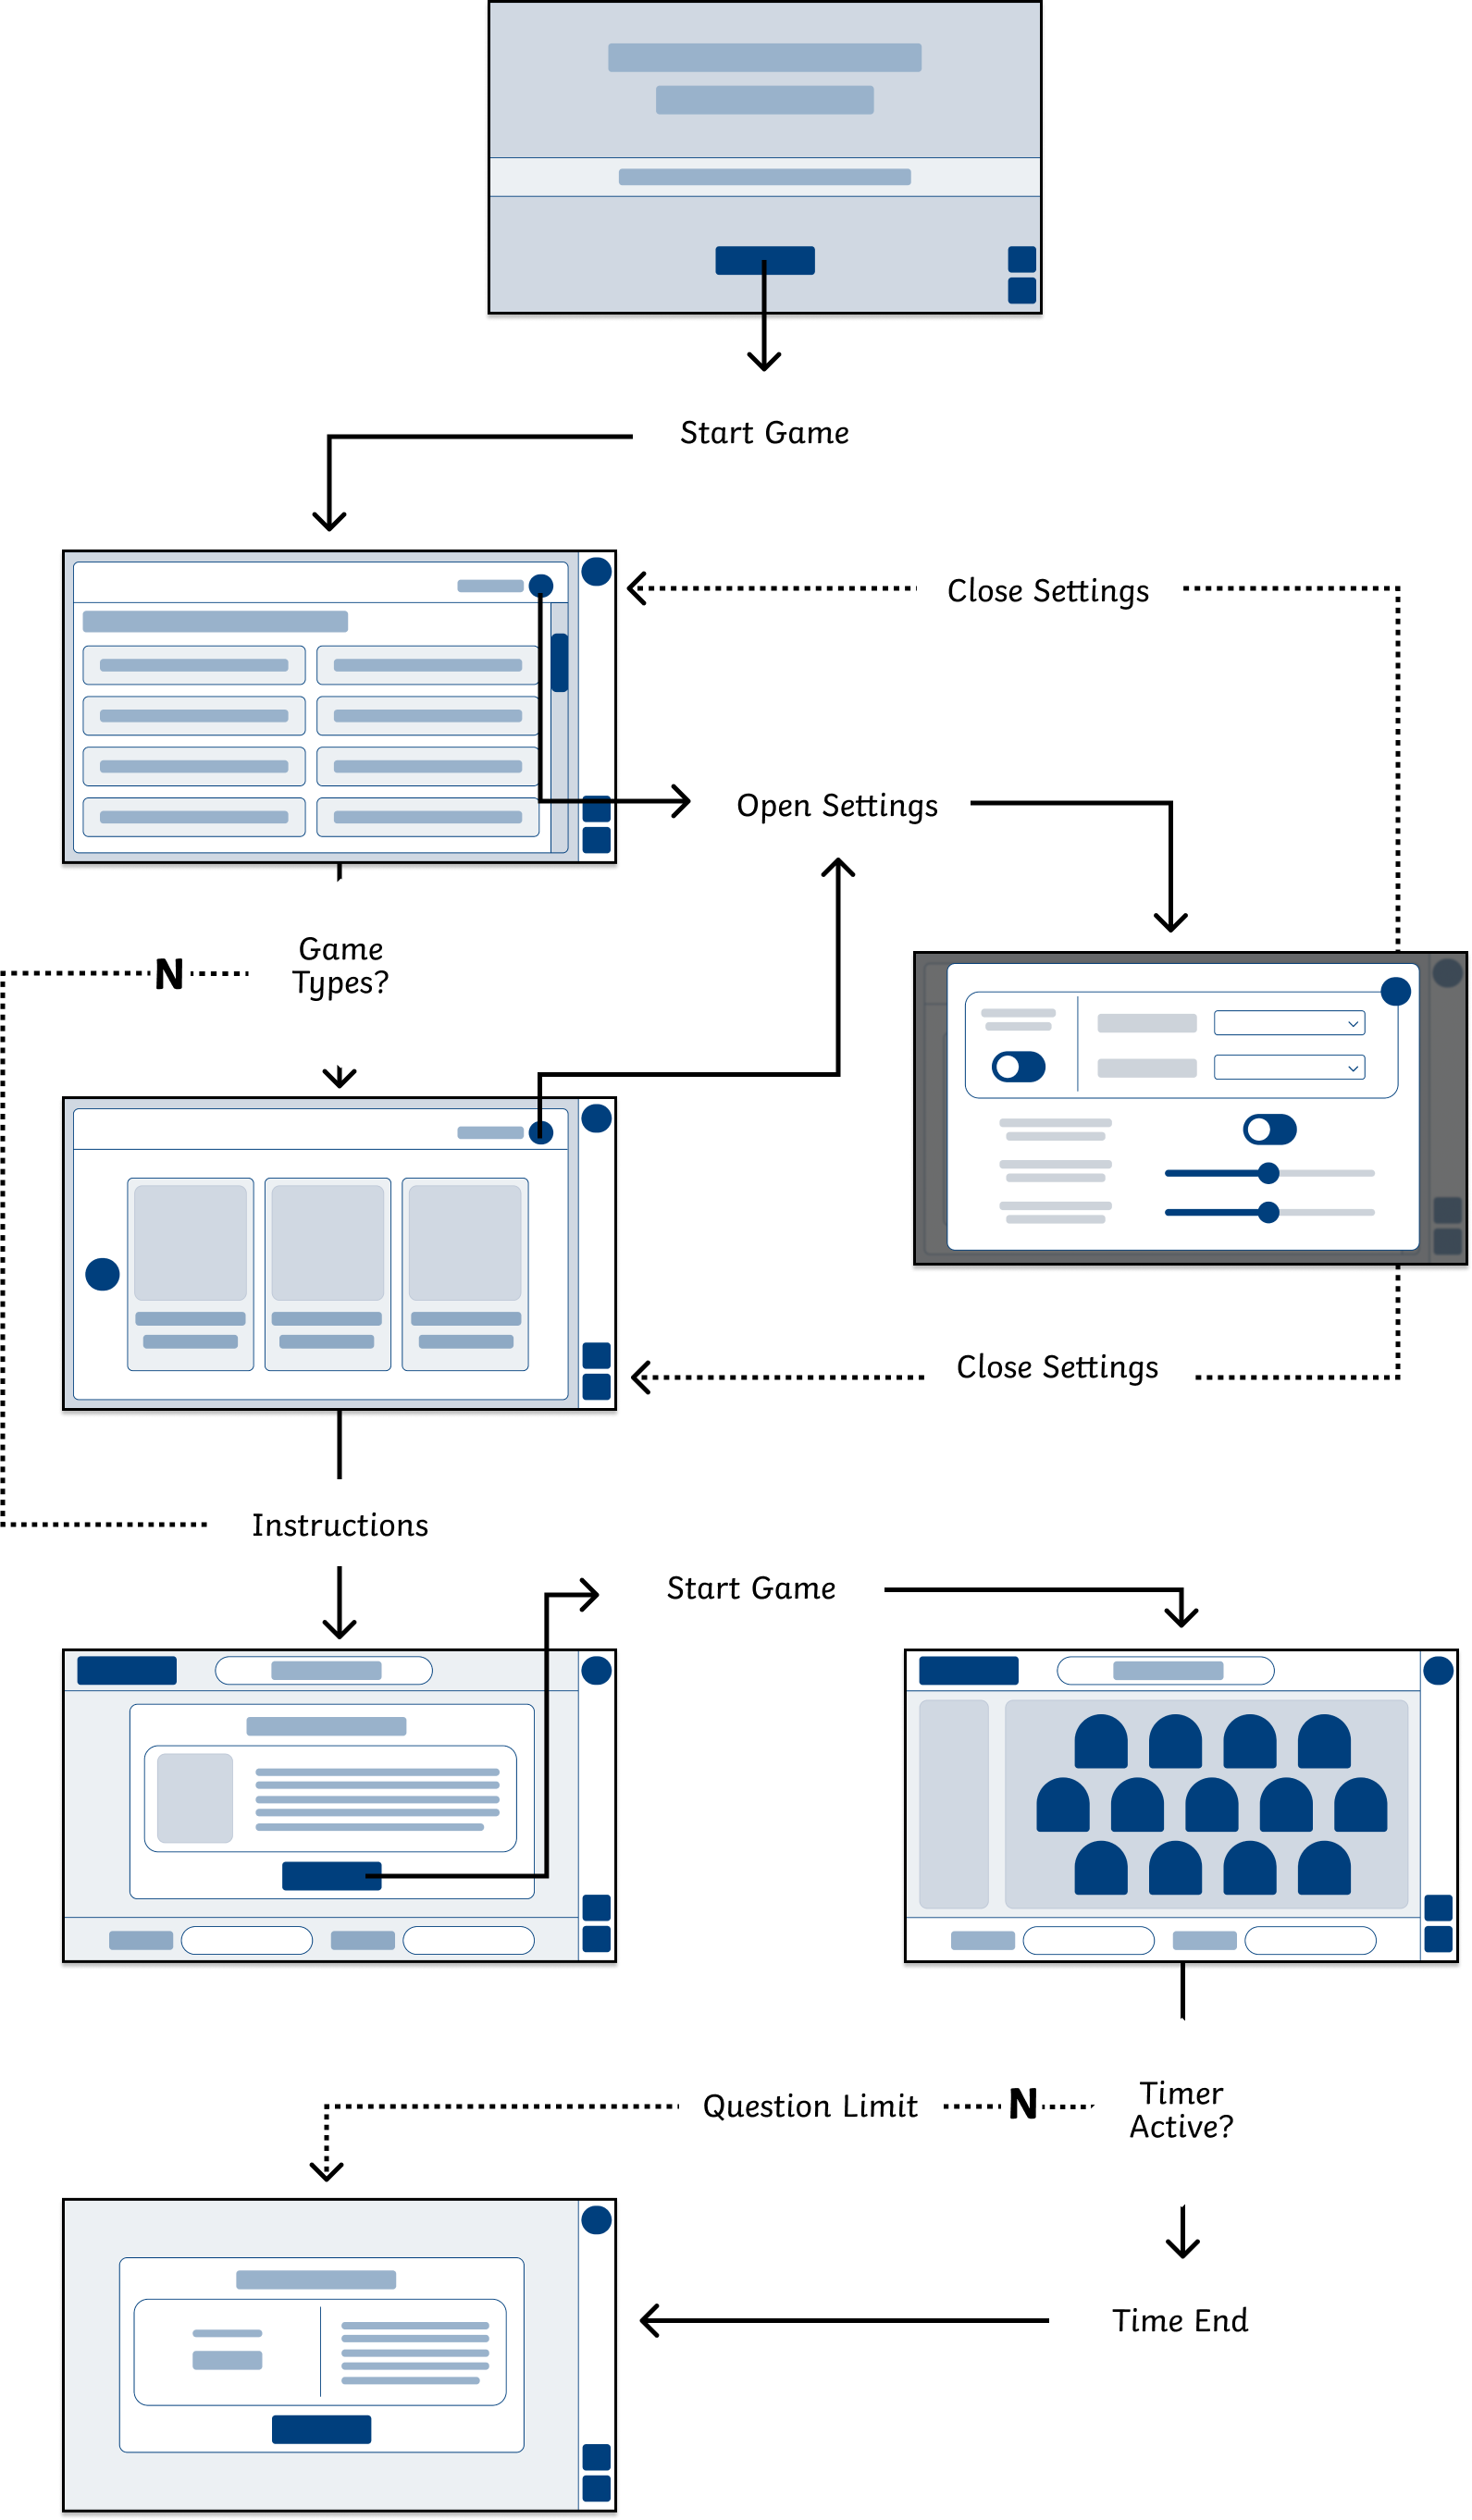 Start Game
Close Settings
Open Settings
Game
Types?
N
Close Settings
Instructions
Start Game
Timer
Active?
N
Question Limit
Time End